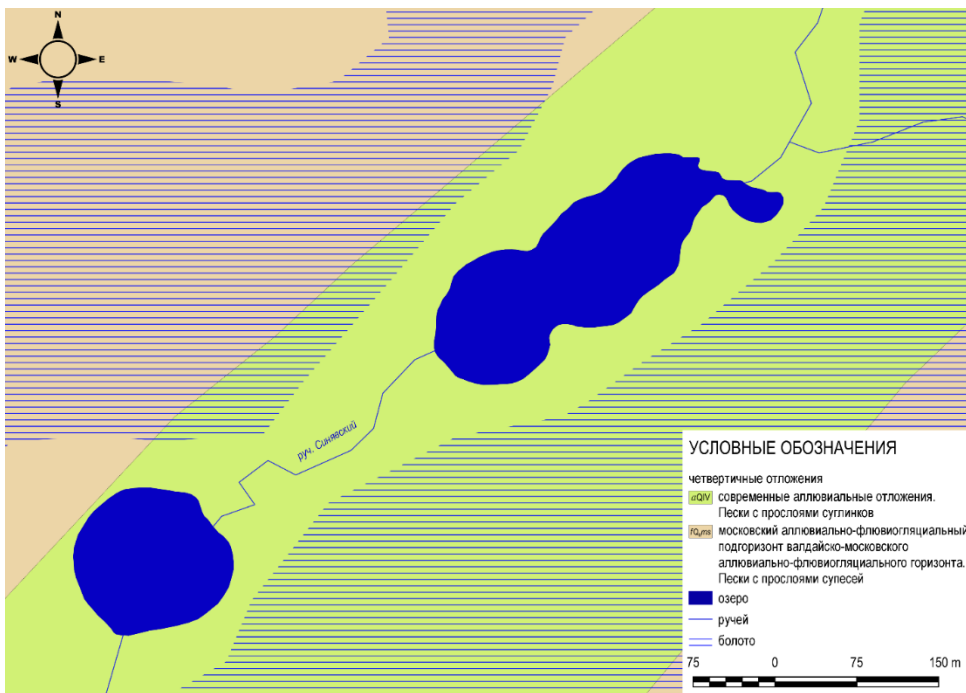 N
W E
S
руч. Синявский
УСЛОВНЫЕ ОБОЗНАЧЕНИЯ
четвертичные отложения
aQIV современные аллювиальные отложения.
Пески с прослоями суглинков
fQIIms московский аллювиально-флювиогляциальный
подгоризонт валдайско-московского
аллювиально-флювиогляциального горизонта.
Пески с прослоями супесей
озеро
ручей
болото
75 0 75 150 m